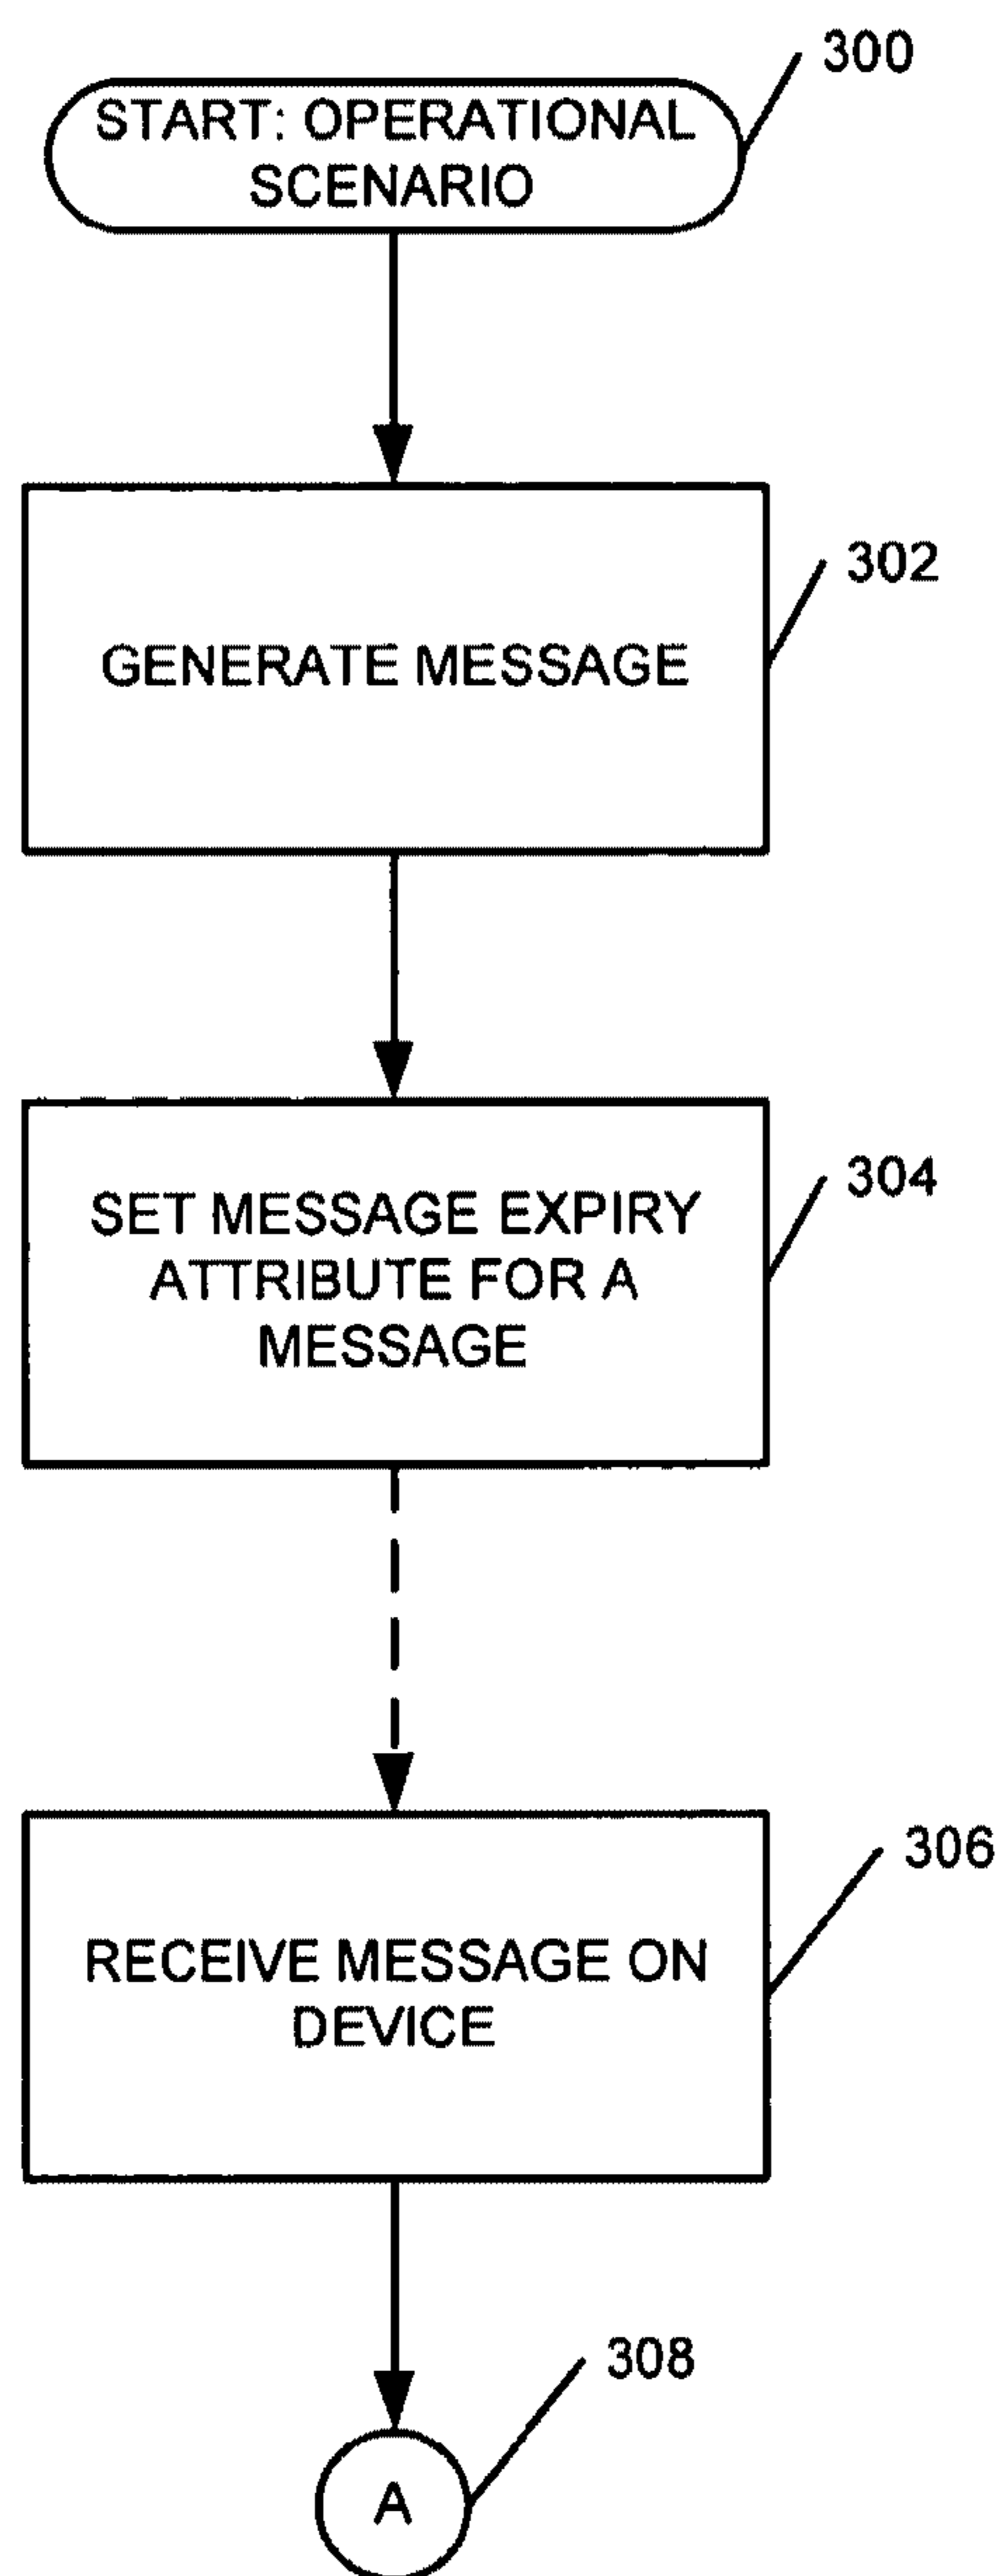 300
START: OPERATIONAL
SCENARIO
302
GENERATE MESSAGE
304
SET MESSAGE EXPIRY
ATTRIBUTE FOR A
MESSAGE
306
RECEIVE MESSAGE ON
DEVICE
308
A